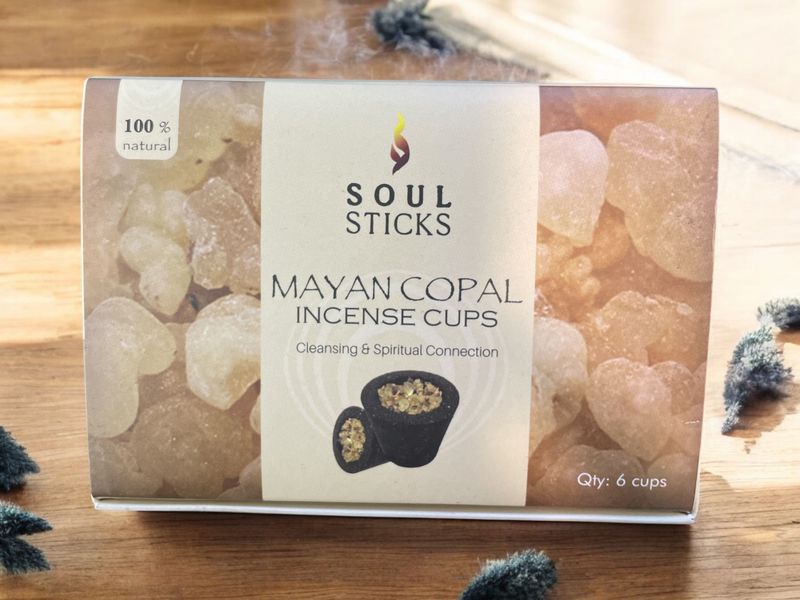 100 %
natural
SOUL
STICKS
MAYAN COPAL
INCENSE CUPS
Cleansing & Spiritual Connection
Qty: 6 cups